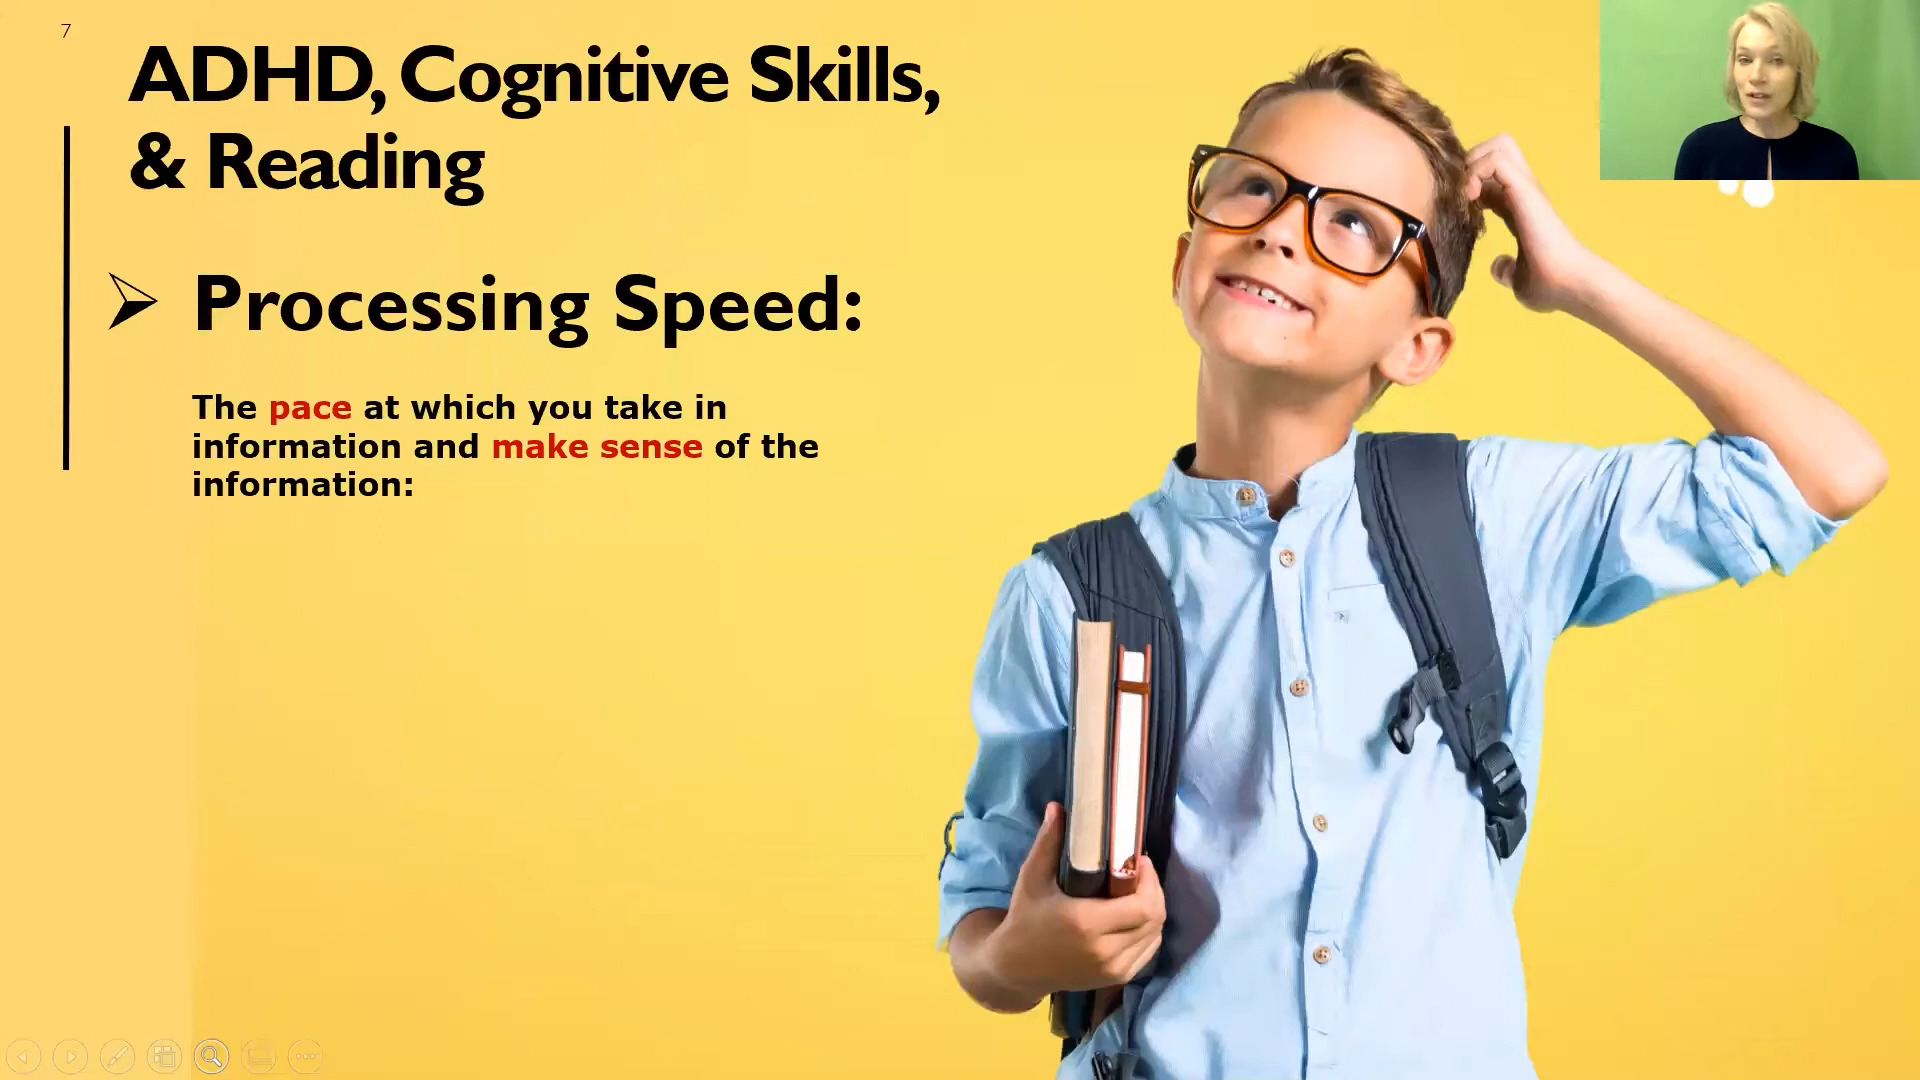 7
ADHD, Cognitive Skills,
& Reading
Processing Speed:
The pace at which you take in
information and make sense of the
information: